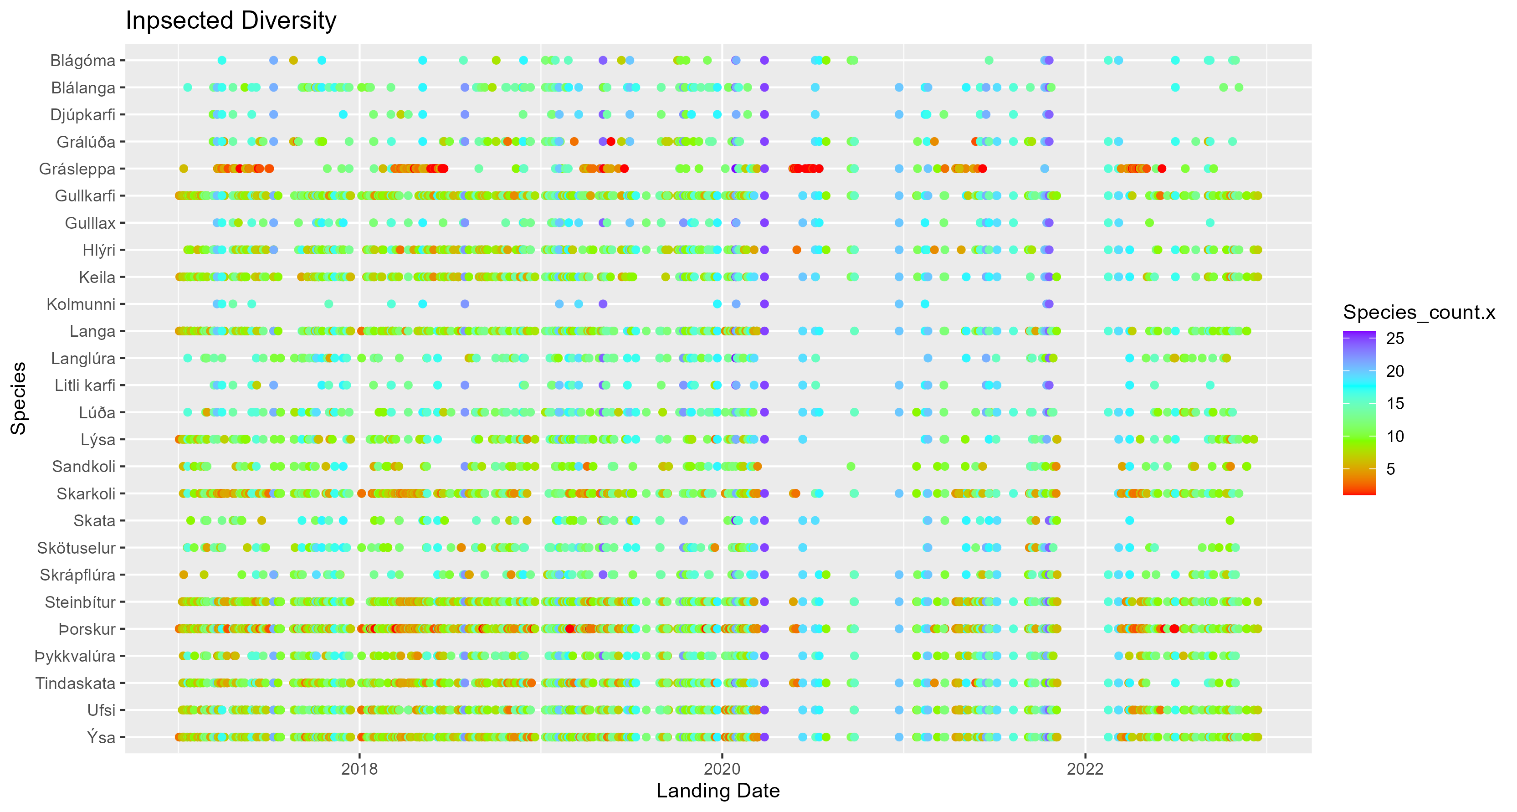 Inpsected Diversity
Blágóma
Blálanga
Djúpkarfi
Grálúða
Grásleppa
Gullkarfi
Gulllax
Hlýri
Keila
Kolmunni
Langa
Langlúra
Litli karfi
Lúða
Lýsa
Sandkoli
Skarkoli
Skata
Skötuselur
Skrápflúra
Steinbítur
Þorskur
Þykkvalúra
Tindaskata
Ufsi
Ýsa
Species
2018
2020
2022
Landing Date
Species_count.x
25
20
15
10
5